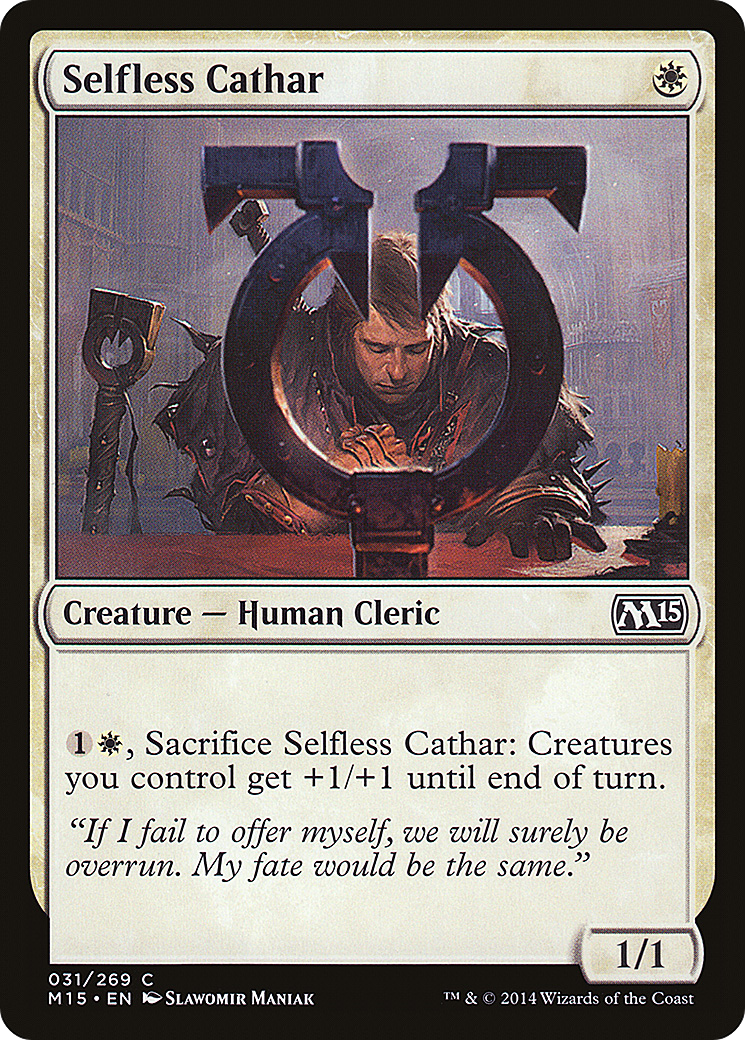 Selfless Cathar
Creature — Human Cleric
M15
1, Sacrifice Selfless Cathar: Creatures
you control get +1/+1 until end of turn.
“If I fail to offer myself, we will surely be
overrun. My fate would be the same.”
1/1
031/269 C
M15 • EN SLAWOMIR MANIAK
™ & © 2014 Wizards of the Coast